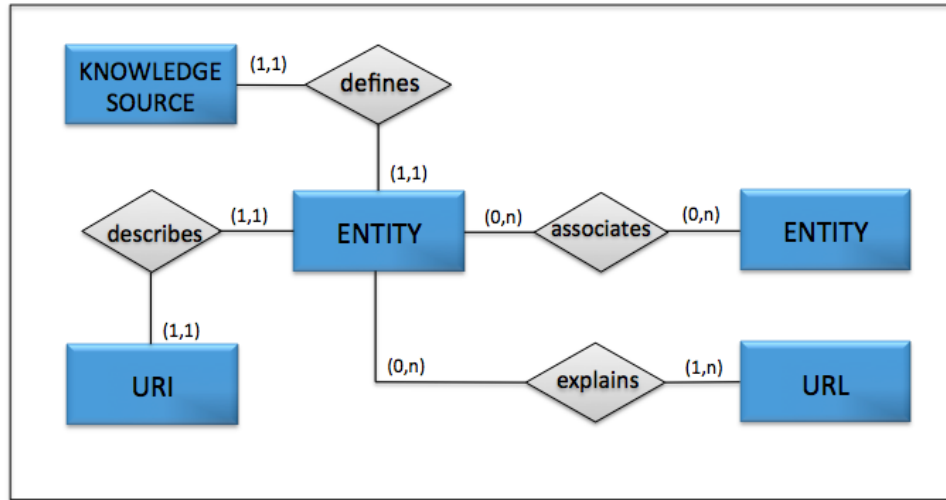 KNOWLEDGE
SOURCE
(1,1)
defines
(1,1)
describes
(1,1)
ENTITY
(0,n)
associates
(0,n)
ENTITY
(1,1)
URI
(0,n)
explains
(1,n)
URL